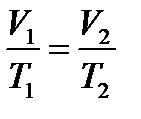 V₁/T₁ = V₂/T₂